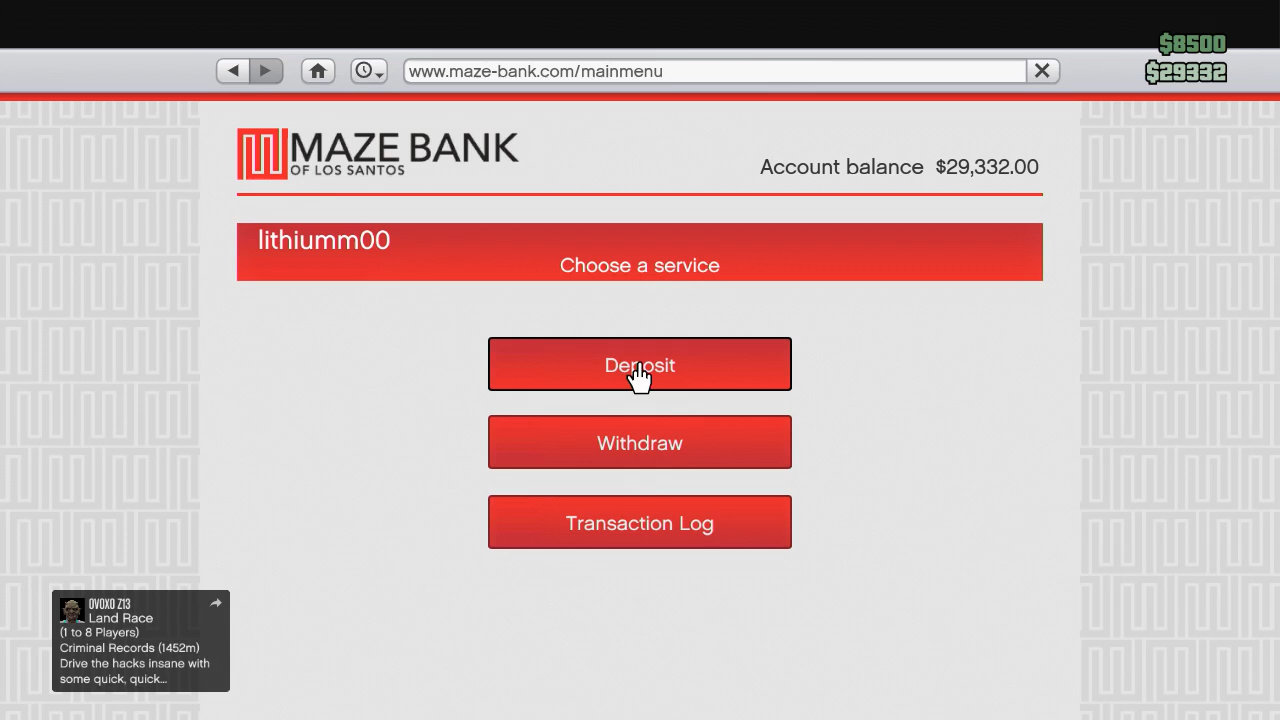 $8500
www.maze-bank.com/mainmenu
$29332
MAZE BANK
OF LOS SANTOS
Account balance $29,332.00
lithiumm00
Choose a service
Deposit
Withdraw
Transaction Log
OVOXO Z13
Land Race
(1 to 8 Players)
Criminal Records (1452m)
Drive the hacks insane with
some quick, quick...